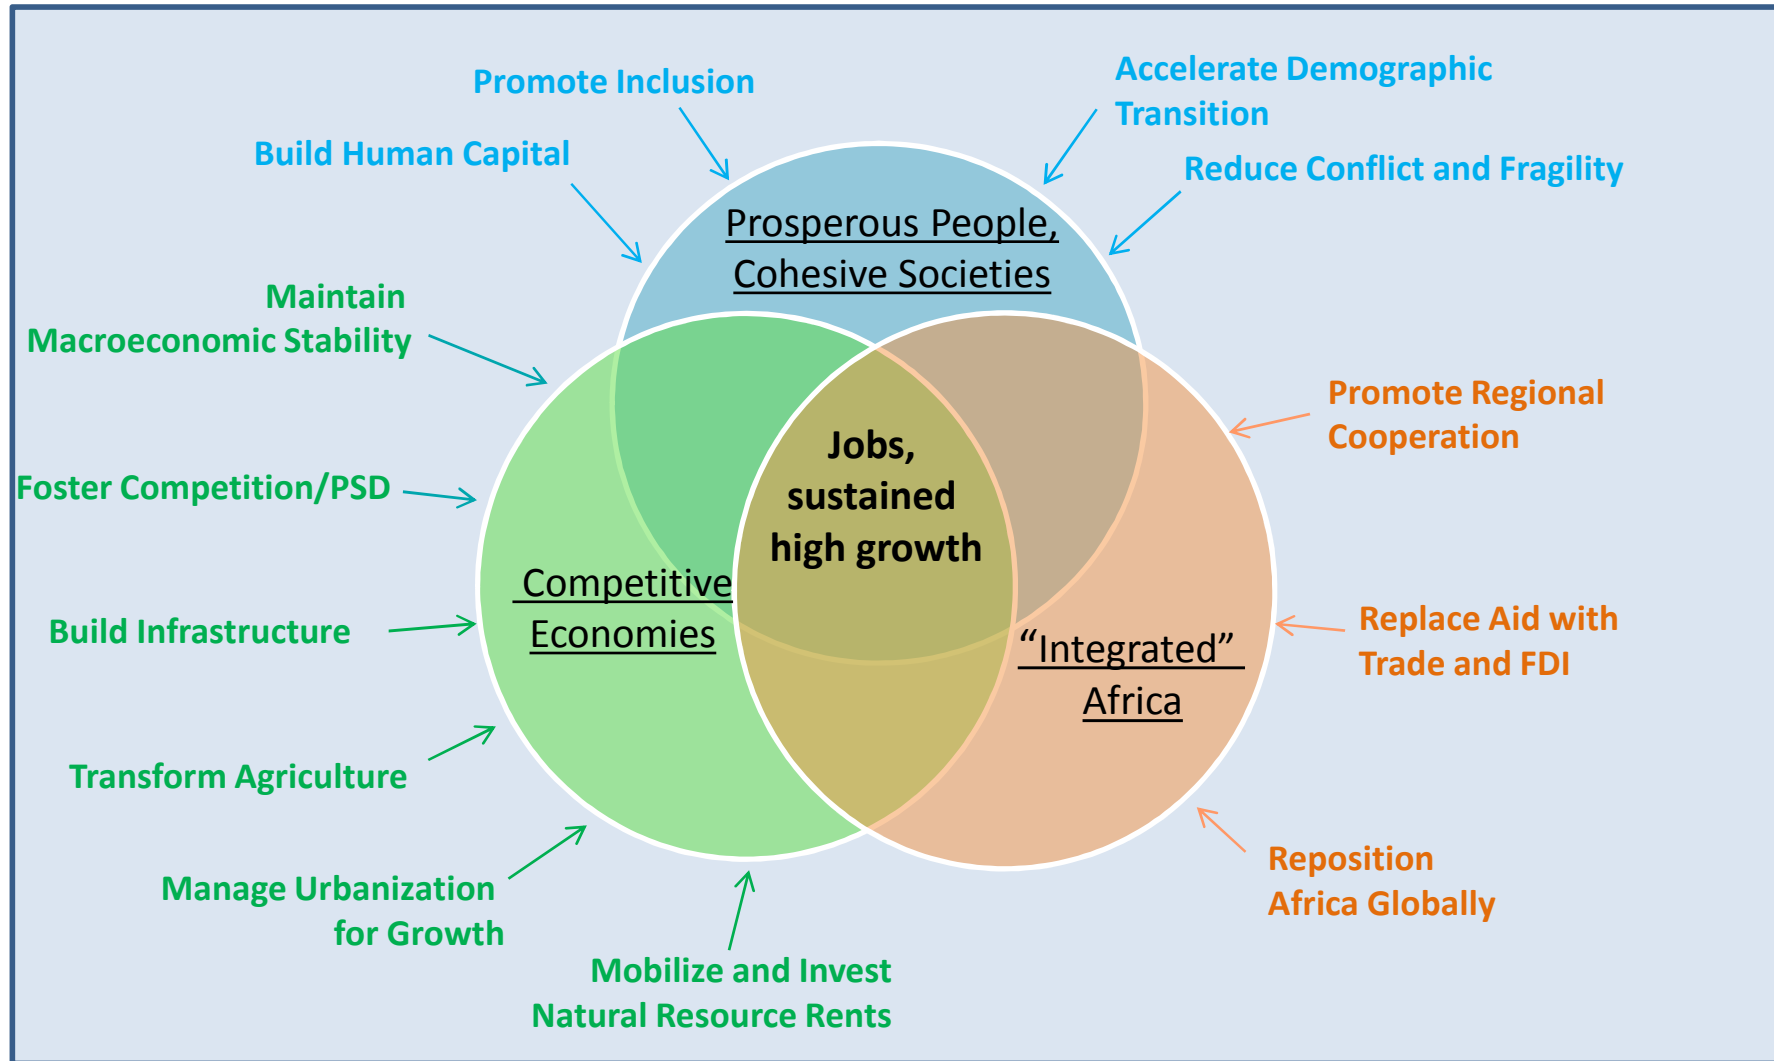 Promote Inclusion
Accelerate Demographic
Transition
Build Human Capital
Reduce Conflict and Fragility
Prosperous People,
Cohesive Societies
Maintain
Macroeconomic Stability
Promote Regional
Cooperation
Jobs,
sustained
high growth
Foster Competition/PSD
Competitive
Economies
Build Infrastructure
"Integrated"
Africa
Replace Aid with
Trade and FDI
Transform Agriculture
Manage Urbanization
for Growth
Reposition
Africa Globally
Mobilize and Invest
Natural Resource Rents